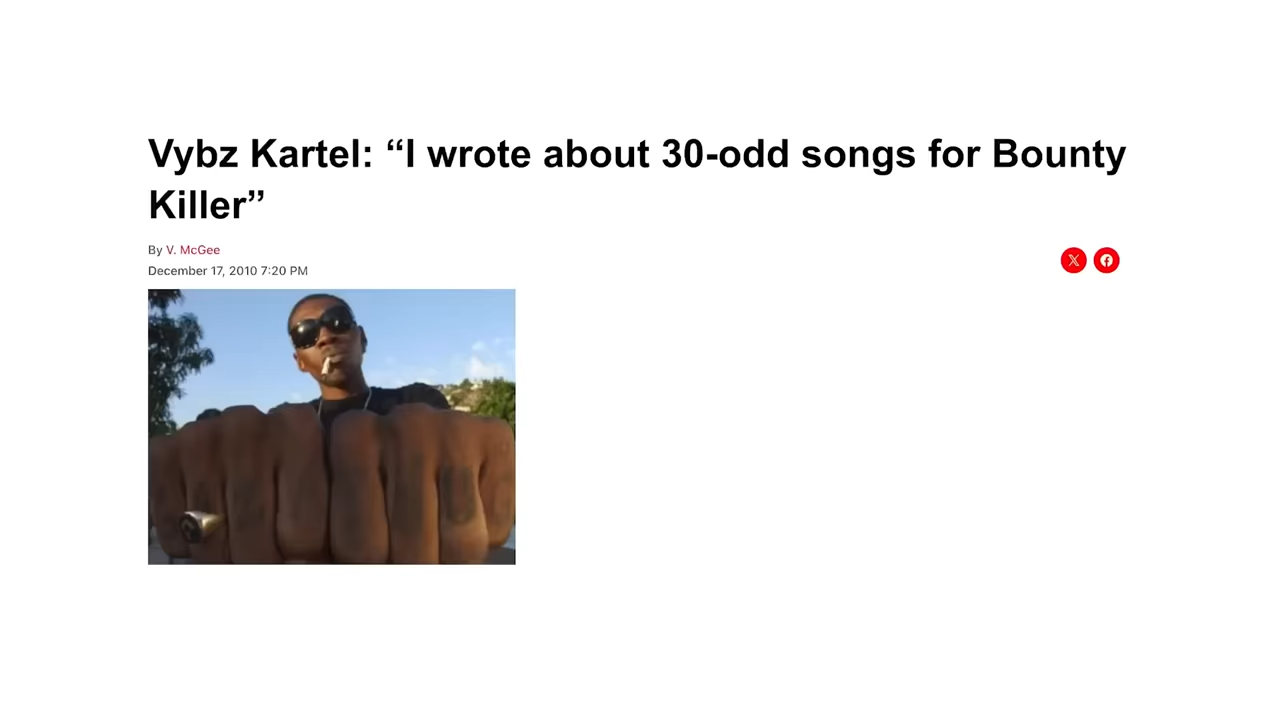 Vybz Kartel: “I wrote about 30-odd songs for Bounty
Killer”
By V. McGee
December 17, 2010 7:20 PM